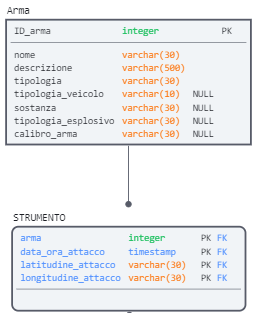 Arma
ID_arma integer PK
nome varchar(30)
descrizione varchar(500)
tipologia varchar(30)
tipologia_veicolo varchar(10) NULL
sostanza varchar(30) NULL
tipologia_esplosivo varchar(30) NULL
calibro_arma varchar(30) NULL
STRUMENTO
arma integer PK FK
data_ora_attacco timestamp PK FK
latitudine_attacco varchar(30) PK FK
longitudine_attacco varchar(30) PK FK